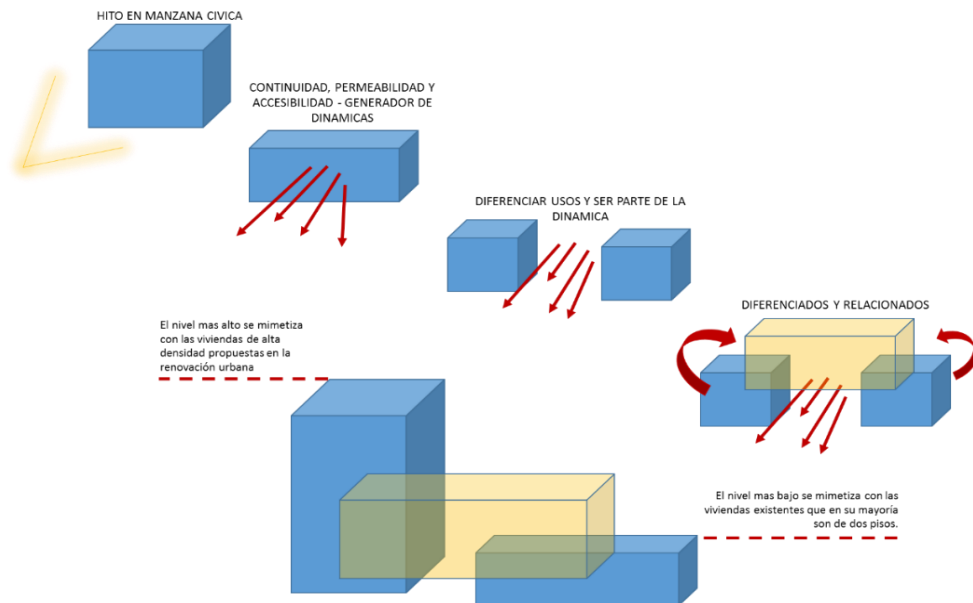 HITO EN MANZANA CIVICA
CONTINUIDAD, PERMEABILIDAD Y
ACCESIBILIDAD - GENERADOR DE
DINAMICAS
DIFERENCIAR USOS Y SER PARTE DE LA
DINAMICA
DIFERENCIADOS Y RELACIONADOS
El nivel mas alto se mimetiza
con las viviendas de alta
densidad propuestas en la
renovación urbana
El nivel mas bajo se mimetiza con las
viviendas existentes que en su mayoría
son de dos pisos.